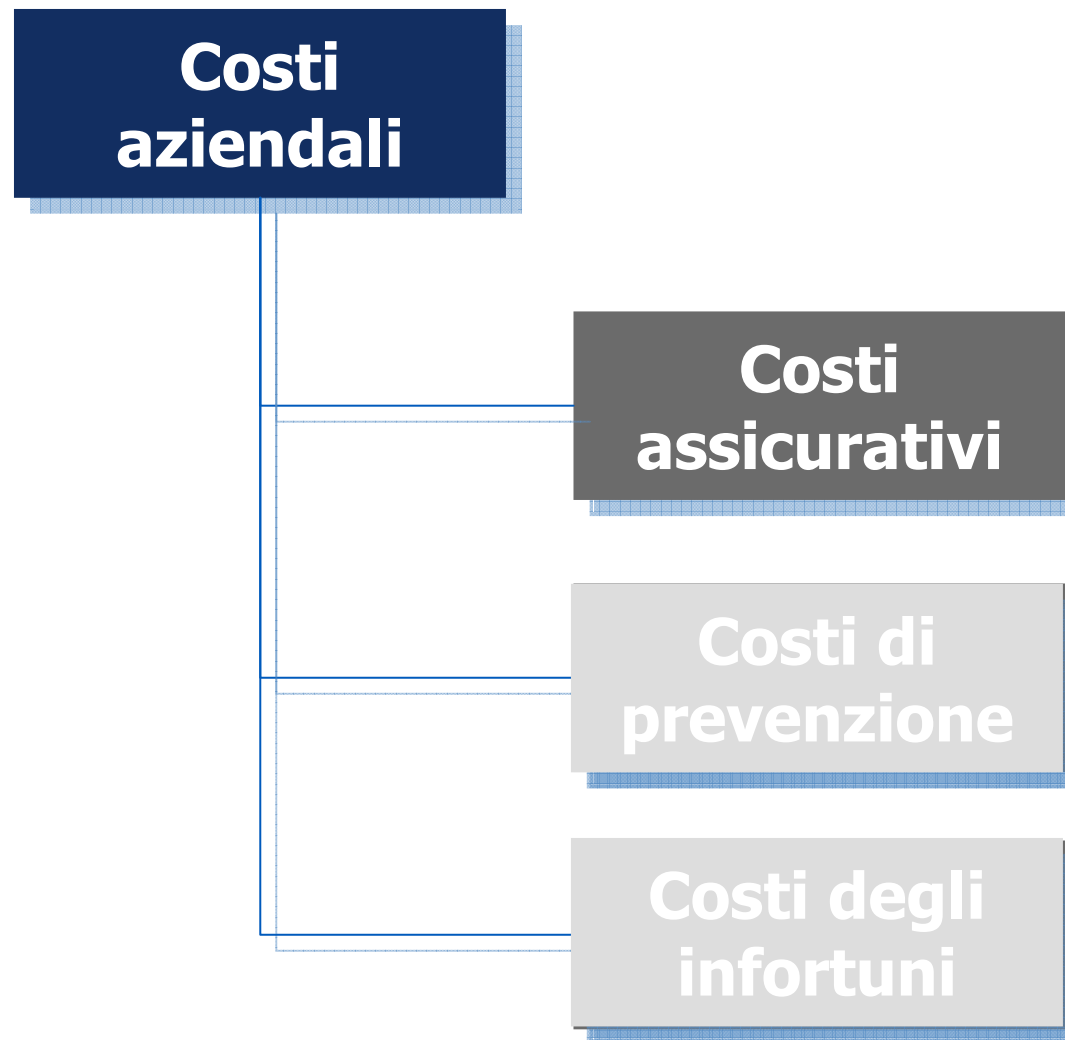 Costi
aziendali
Costi
assicurativi
Costi di
prevenzione
Costi degli
infortuni